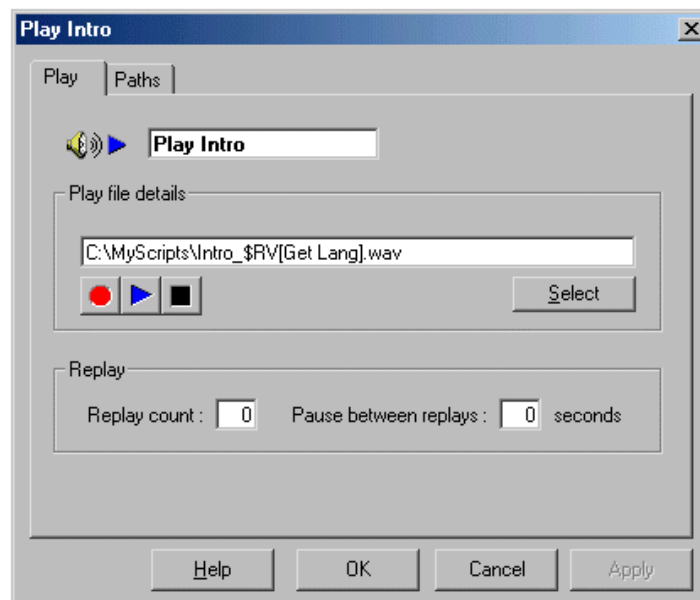 Play Intro
Play Paths
Play Intro
Play file details
C:\MyScripts\Intro_$RV[Get Lang].wav
Select
Replay
Replay count : 0 Pause between replays : 0 seconds
Help OK Cancel Apply